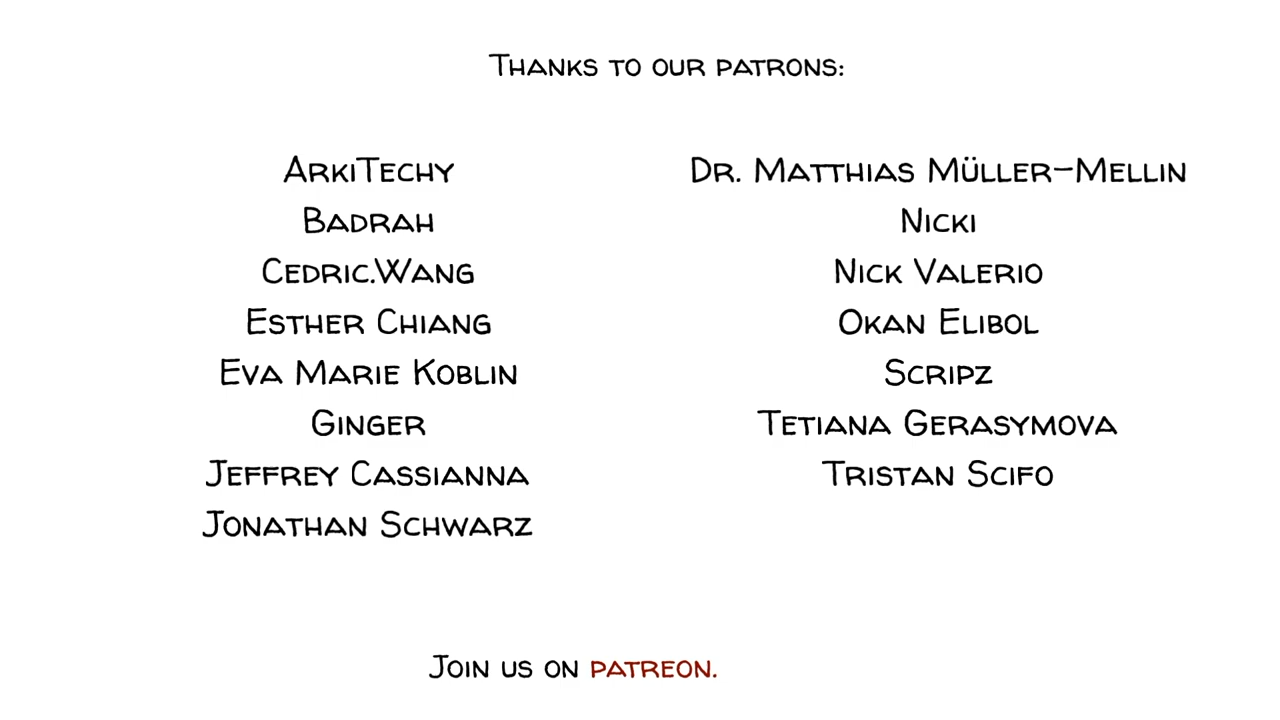 Thanks to our patrons:
ArkiTechy
Badrah
Cedric.Wang
Esther Chiang
Eva Marie Koblin
Ginger
Jeffrey Cassianna
Jonathan Schwarz
Dr. Matthias Müller-Mellin
Nicki
Nick Valerio
Okan Elibol
Scripz
Tetiana Gerasymova
Tristan Scifo
Join us on patreon.